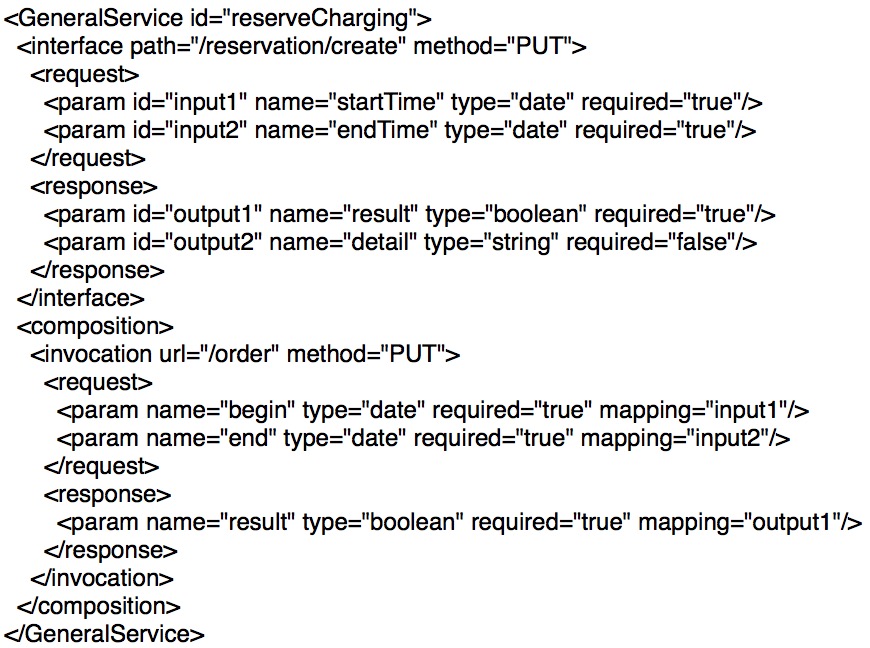 <GeneralService id="reserveCharging">
<interface path="/reservation/create" method="PUT">
<request>
<param id="input1" name="startTime" type="date" required="true"/>
<param id="input2" name="endTime" type="date" required="true"/>
</request>
<response>
<param id="output1" name="result" type="boolean" required="true"/>
<param id="output2" name="detail" type="string" required="false"/>
</response>
</interface>
<composition>
<invocation url="/order" method="PUT">
<request>
<param name="begin" type="date" required="true" mapping="input1"/>
<param name="end" type="date" required="true" mapping="input2"/>
</request>
<response>
<param name="result" type="boolean" required="true" mapping="output1"/>
</response>
</invocation>
</composition>
</GeneralService>